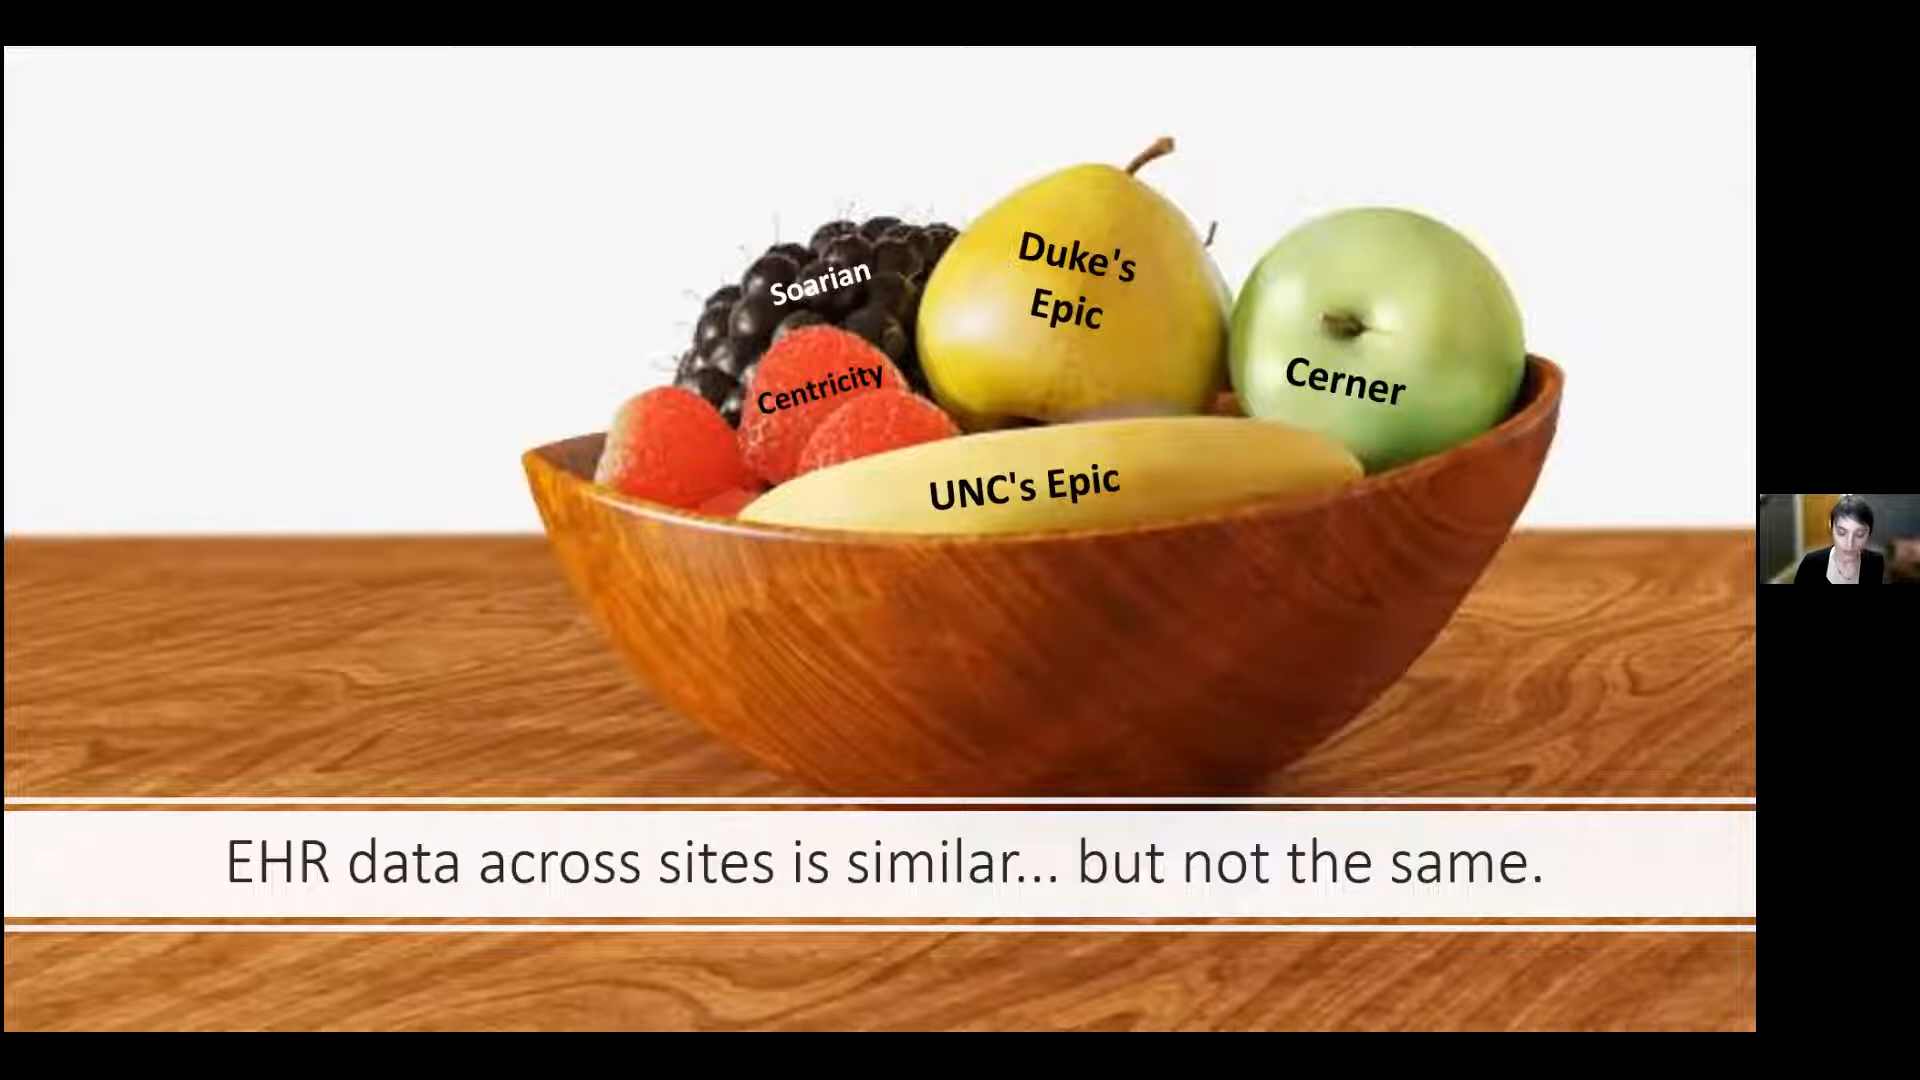 Soarian
Duke's
Epic
Centricity
Cerner
UNC's Epic
EHR data across sites is similar... but not the same.